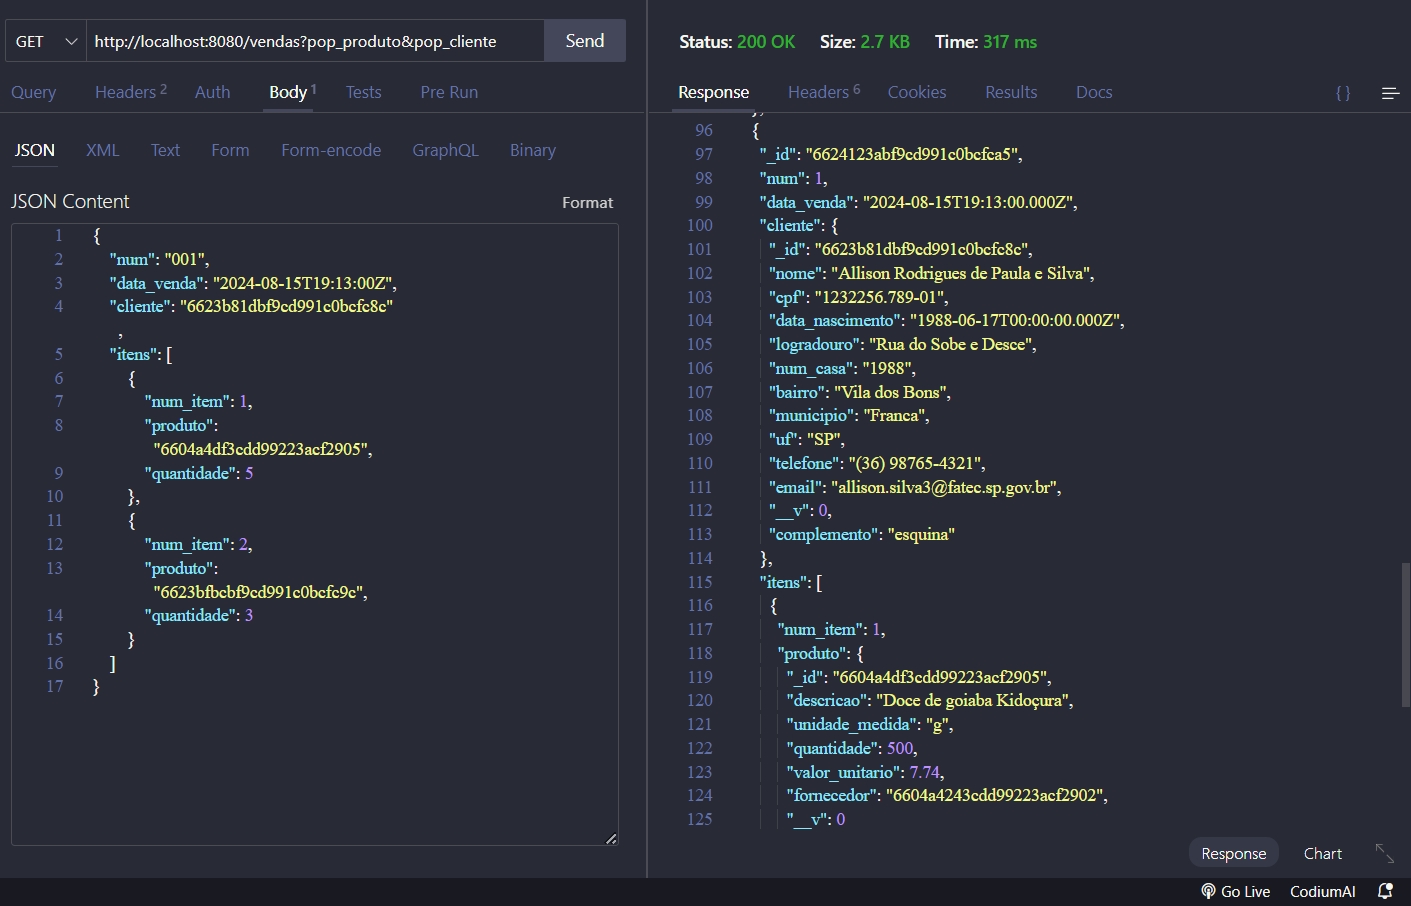 GET http://localhost:8080/vendas?pop_produto&pop_cliente Send
Query Headers 2 Auth Body 1 Tests Pre Run
JSON XML Text Form Form-encode GraphQL Binary
JSON Content Format
1 {
2 "num": "001",
3 "data_venda": "2024-08-15T19:13:00Z",
4 "cliente": "6623b81dbf9cd991c0bcfc8c"
,
5 "itens": [
6 {
7 "num_item": 1,
8 "produto":
"6604a4df3cdd99223acf2905",
9 "quantidade": 5
10 },
11 {
12 "num_item": 2,
13 "produto":
"6623bfbcbf9cd991c0bcfc9c",
14 "quantidade": 3
15 }
16 ]
17 }
Status: 200 OK Size: 2.7 KB Time: 317 ms
Response Headers 6 Cookies Results Docs { }
96 {
97 "_id": "6624123abf9cd991c0bcfca5",
98 "num": 1,
99 "data_venda": "2024-08-15T19:13:00.000Z",
100 "cliente": {
101 "_id": "6623b81dbf9cd991c0bcfc8c",
102 "nome": "Allison Rodrigues de Paula e Silva",
103 "cpf": "1232256.789-01",
104 "data_nascimento": "1988-06-17T00:00:00.000Z",
105 "logradouro": "Rua do Sobe e Desce",
106 "num_casa": "1988",
107 "bairro": "Vila dos Bons",
108 "municipio": "Franca",
109 "uf": "SP",
110 "telefone": "(36) 98765-4321",
111 "email": "allison.silva3@fatec.sp.gov.br",
112 "__v": 0,
113 "complemento": "esquina"
114 },
115 "itens": [
116 {
117 "num_item": 1,
118 "produto": {
119 "_id": "6604a4df3cdd99223acf2905",
120 "descricao": "Doce de goiaba Kidoçura",
121 "unidade_medida": "g",
122 "quantidade": 500,
123 "valor_unitario": 7.74,
124 "fornecedor": "6604a4243cdd99223acf2902",
125 "__v": 0
Response Chart
Go Live CodiumAI